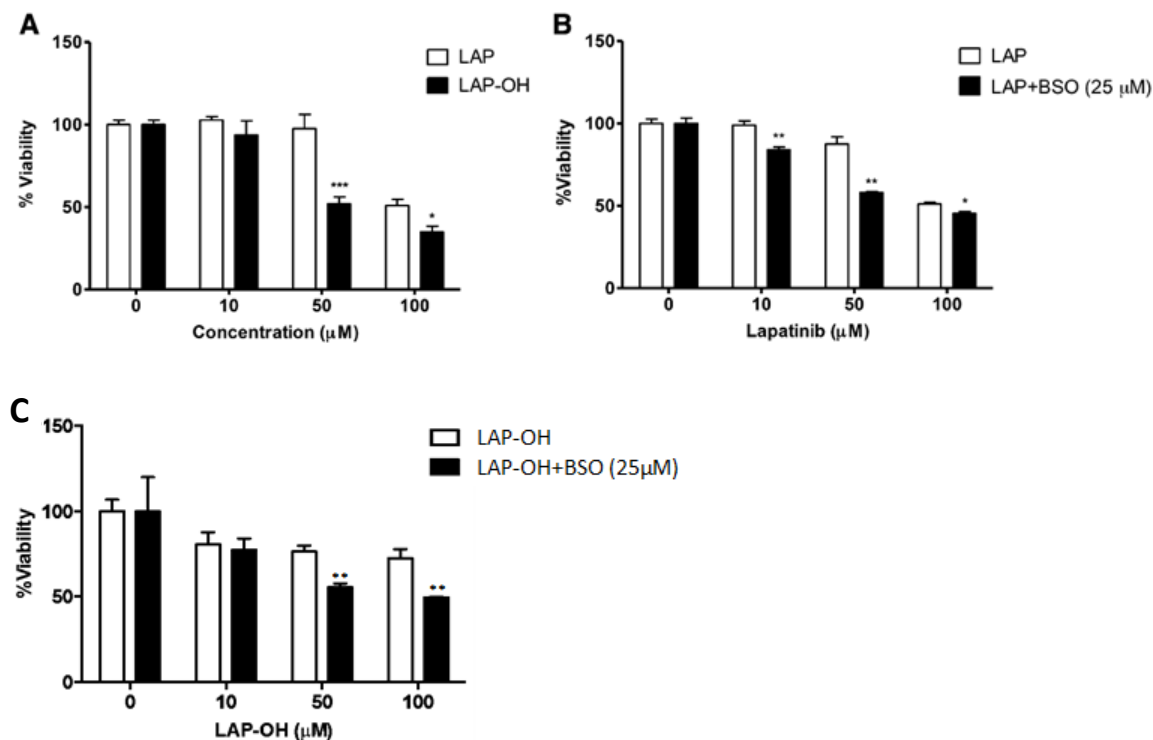 A
150
LAP
LAP-OH
100
% Viability
***
50
*
0
0 10 50 100
Concentration (μM)
B
150
LAP
LAP+BSO (25 μM)
100
%Viability
**
**
50
*
0
0 10 50 100
Lapatinib (μM)
C
150
LAP-OH
LAP-OH+BSO (25μM)
100
%Viability
**
**
50
0
0 10 50 100
LAP-OH (μM)